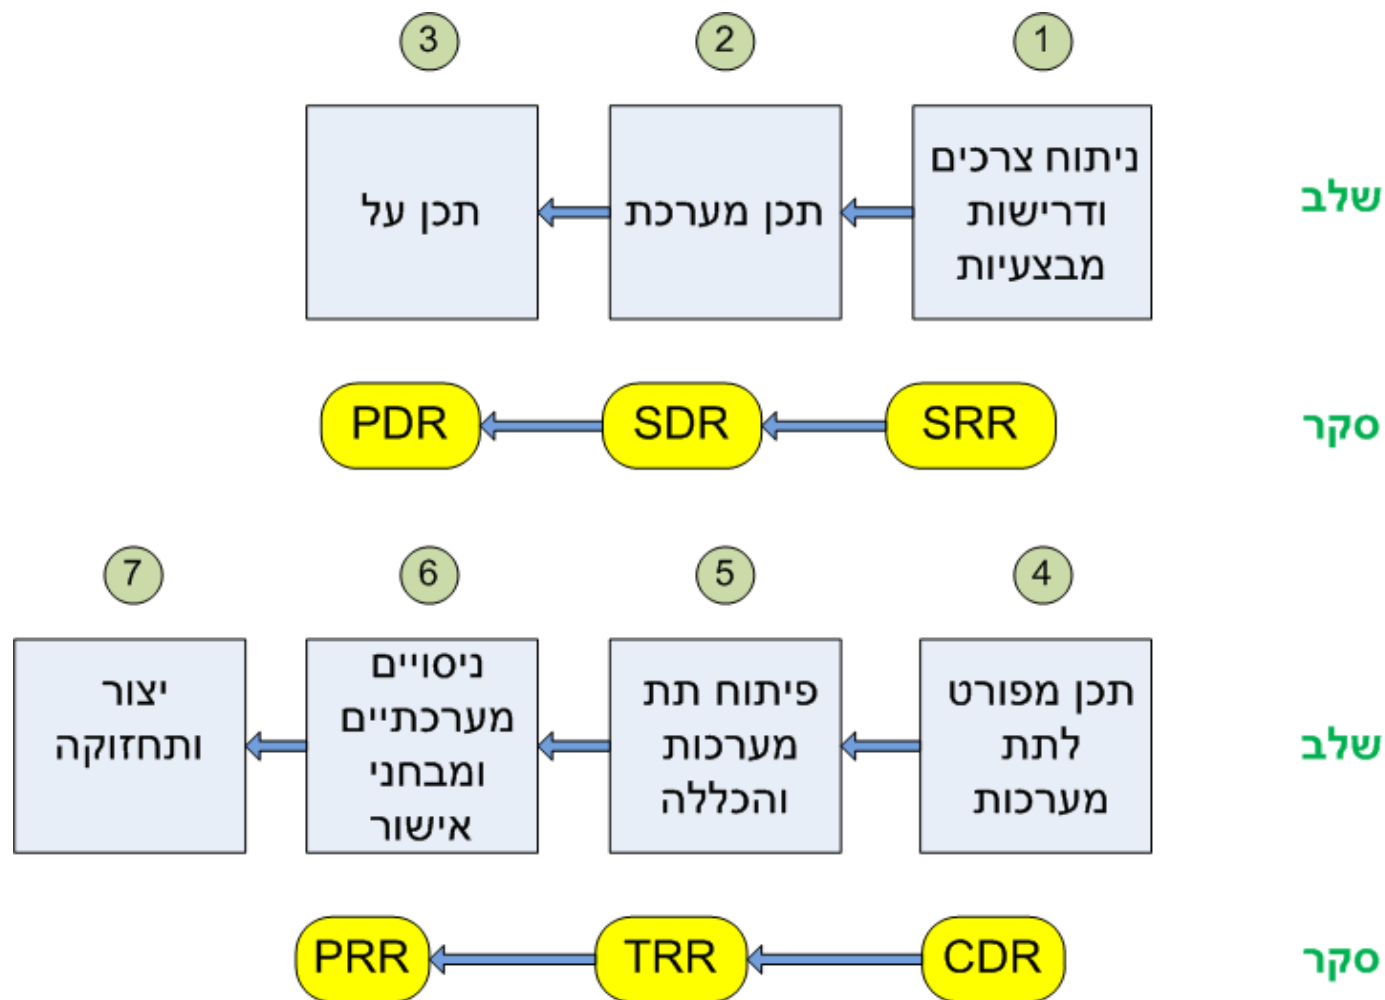 1
2
3
שלב
ניתוח צרכים
ודרישות
מבצעיות
תכן מערכת
תכן על
סקר
SRR
SDR
PDR
4
5
6
7
שלב
תכן מפורט
לתת
מערכות
פיתוח תת
מערכות
והכללה
ניסויים
מערכתיים
ומבחני
אישור
יצור
ותחזוקה
סקר
CDR
TRR
PRR